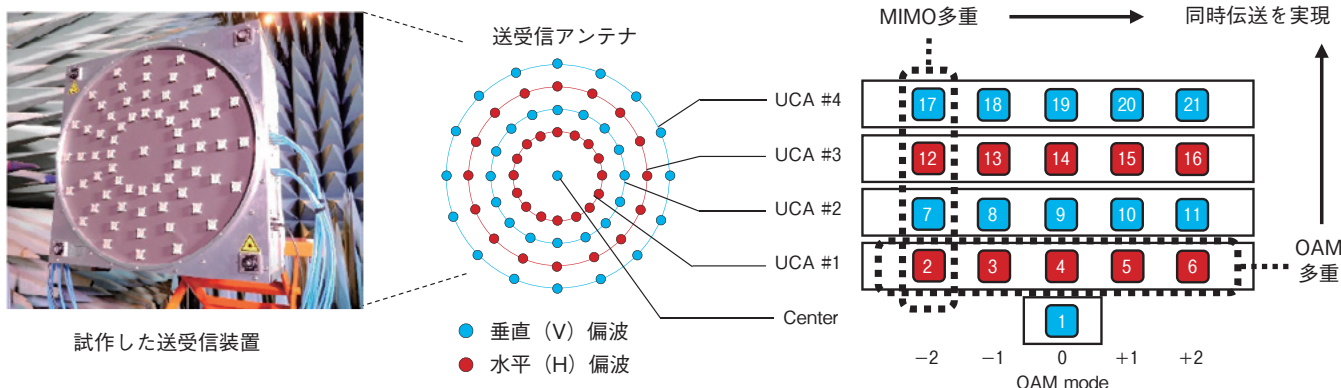 MIMO多重
同時伝送を実現
送受信アンテナ
UCA #4
17 18 19 20 21
UCA #3
12 13 14 15 16
UCA #2
7 8 9 10 11
UCA #1
2 3 4 5 6
OAM
多重
Center
1
垂直（V）偏波
水平（H）偏波
試作した送受信装置
−2 −1 0 +1 +2
OAM mode